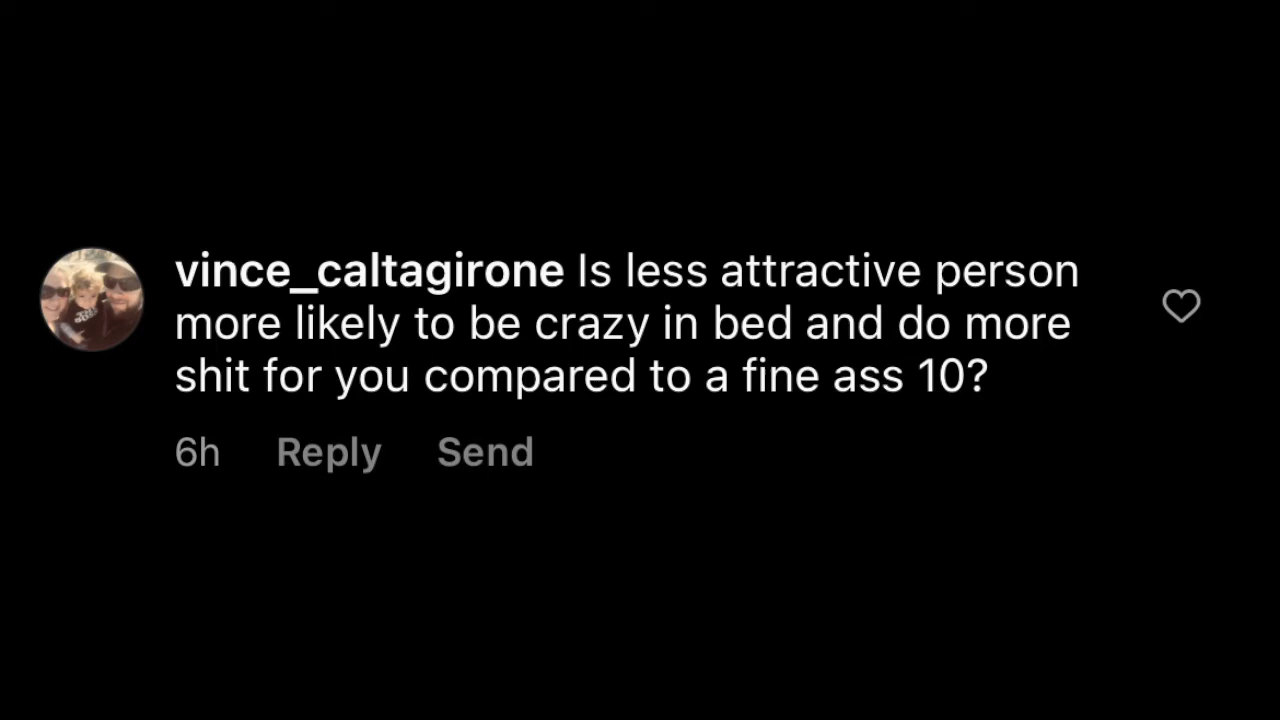 vince_caltagirone Is less attractive person
more likely to be crazy in bed and do more
shit for you compared to a fine ass 10?
6h Reply Send